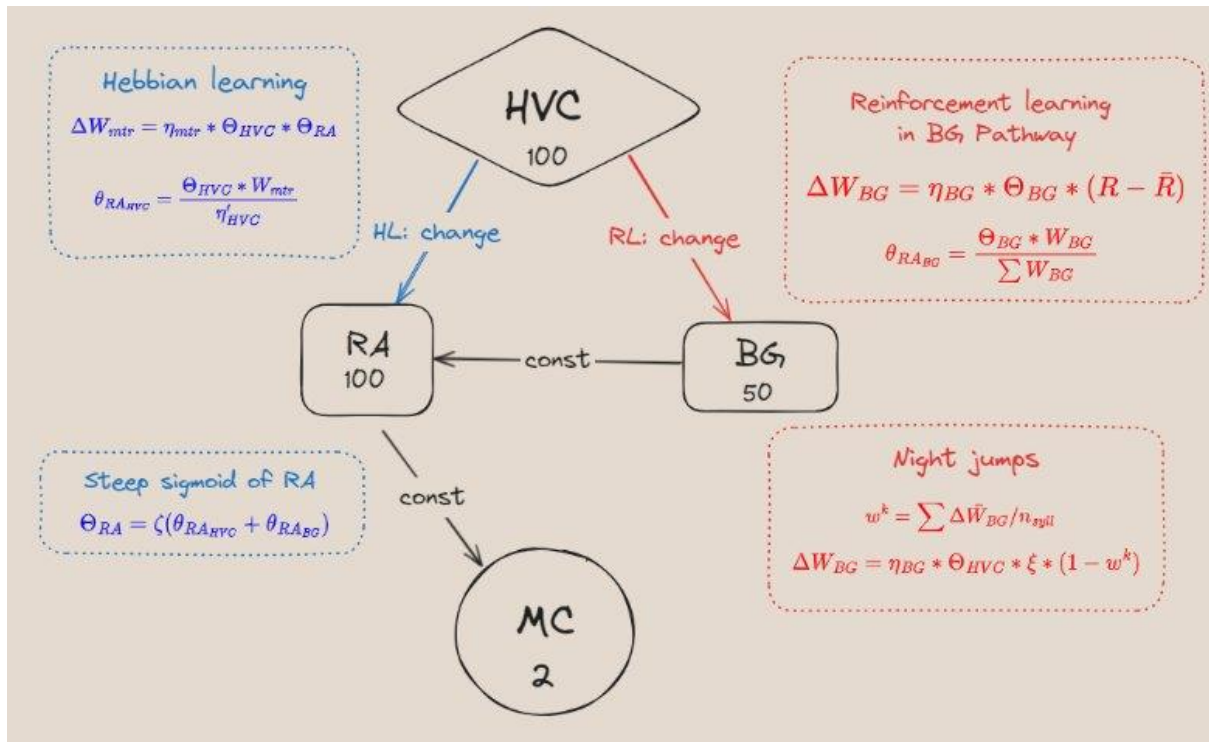 Hebbian learning
ΔW_mtr = η_mtr * Θ_HVC * Θ_RA
θ_RA_HVC = Θ_HVC * W_mtr / η'_HVC
HVC
100
Reinforcement learning
in BG Pathway
ΔW_BG = η_BG * Θ_BG * (R − R̄)
θ_RA_BG = Θ_BG * W_BG / ∑ W_BG
HL: change
RL: change
RA
100
const
BG
50
Steep sigmoid of RA
Θ_RA = ζ(θ_RA_HVC + θ_RA_BG)
const
Night jumps
w^k = ∑ ΔW̄_BG/n_syll
ΔW_BG = η_BG * Θ_HVC * ξ * (1 − w^k)
MC
2